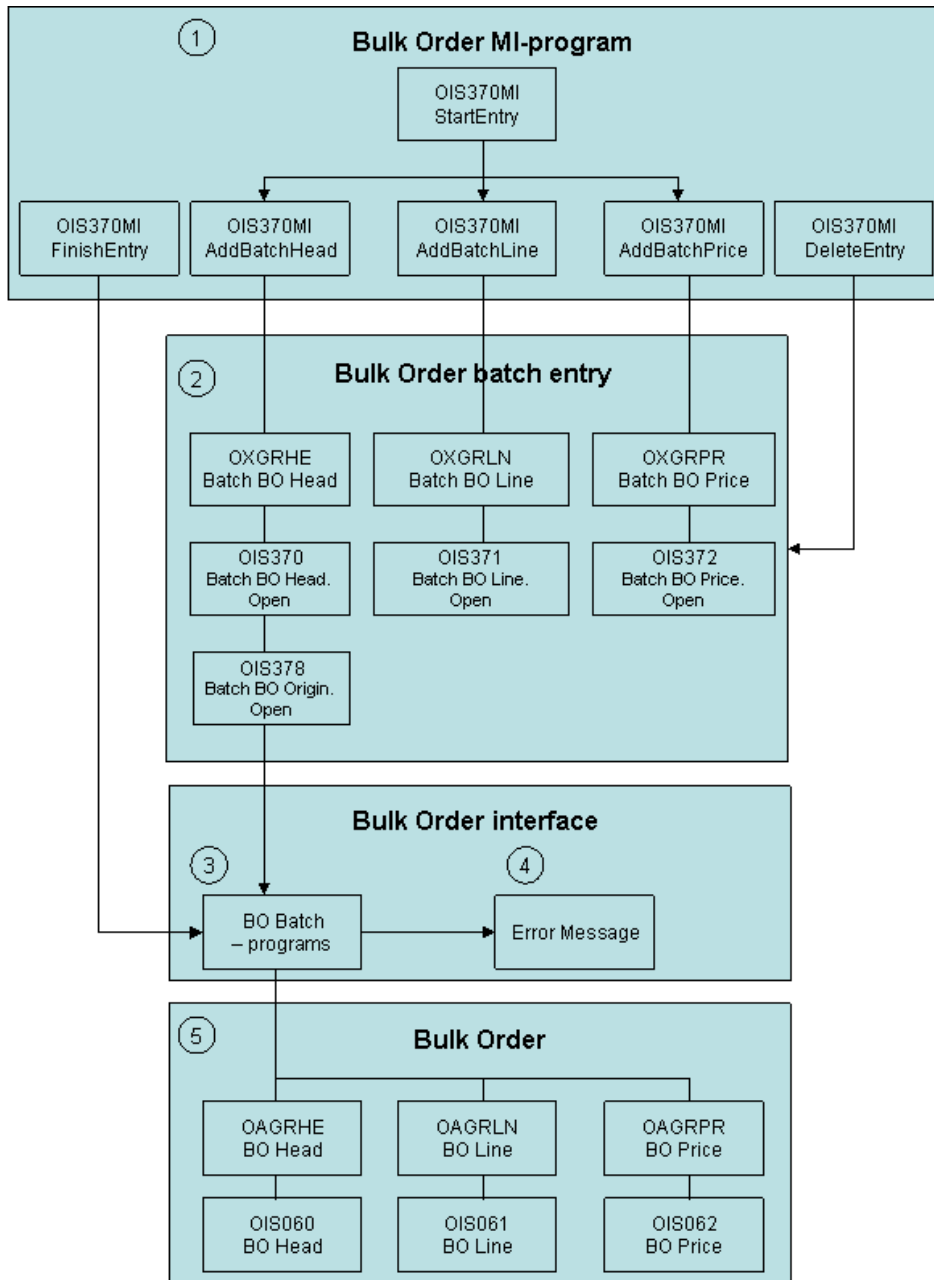 1
Bulk Order MI-program
OIS370MI
StartEntry
OIS370MI
FinishEntry
OIS370MI
AddBatchHead
OIS370MI
AddBatchLine
OIS370MI
AddBatchPrice
OIS370MI
DeleteEntry
2
Bulk Order batch entry
OXGRHE
Batch BO Head
OXGRLN
Batch BO Line
OXGRPR
Batch BO Price
OIS370
Batch BO Head.
Open
OIS371
Batch BO Line.
Open
OIS372
Batch BO Price.
Open
OIS378
Batch BO Origin.
Open
Bulk Order interface
3
4
BO Batch
– programs
Error Message
5
Bulk Order
OAGRHE
BO Head
OAGRLN
BO Line
OAGRPR
BO Price
OIS060
BO Head
OIS061
BO Line
OIS062
BO Price